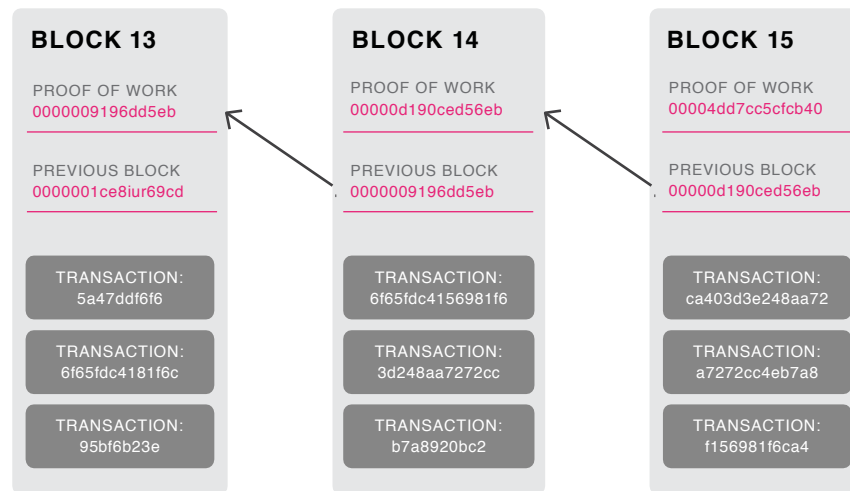 BLOCK 13
PROOF OF WORK
0000009196dd5eb
PREVIOUS BLOCK
0000001ce8iur69cd
TRANSACTION:
5a47ddf6f6
TRANSACTION:
6f65fdc4181f6c
TRANSACTION:
95bf6b23e
BLOCK 14
PROOF OF WORK
00000d190ced56eb
PREVIOUS BLOCK
0000009196dd5eb
TRANSACTION:
6f65fdc4156981f6
TRANSACTION:
3d248aa7272cc
TRANSACTION:
b7a8920bc2
BLOCK 15
PROOF OF WORK
00004dd7cc5cfcb40
PREVIOUS BLOCK
00000d190ced56eb
TRANSACTION:
ca403d3e248aa72
TRANSACTION:
a7272cc4eb7a8
TRANSACTION:
f156981f6ca4